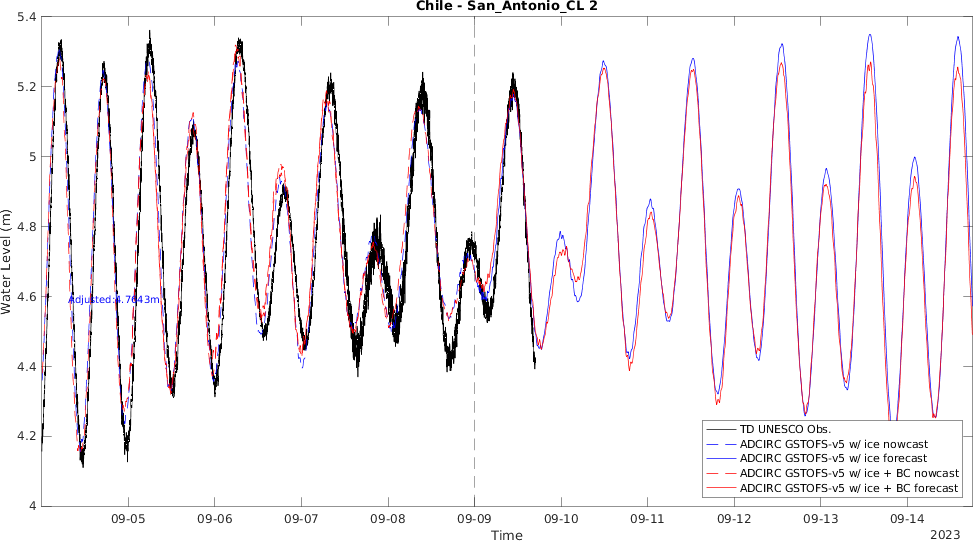 Chile - San_Antonio_CL 2
5.4
5.2
5
4.8
4.6
4.4
4.2
4
Water Level (m)
Adjusted:4.7643m
TD UNESCO Obs.
ADCIRC GSTOFS-v5 w/ ice nowcast
ADCIRC GSTOFS-v5 w/ ice forecast
ADCIRC GSTOFS-v5 w/ ice + BC nowcast
ADCIRC GSTOFS-v5 w/ ice + BC forecast
09-05 09-06 09-07 09-08 09-09 09-10 09-11 09-12 09-13 09-14
Time
2023